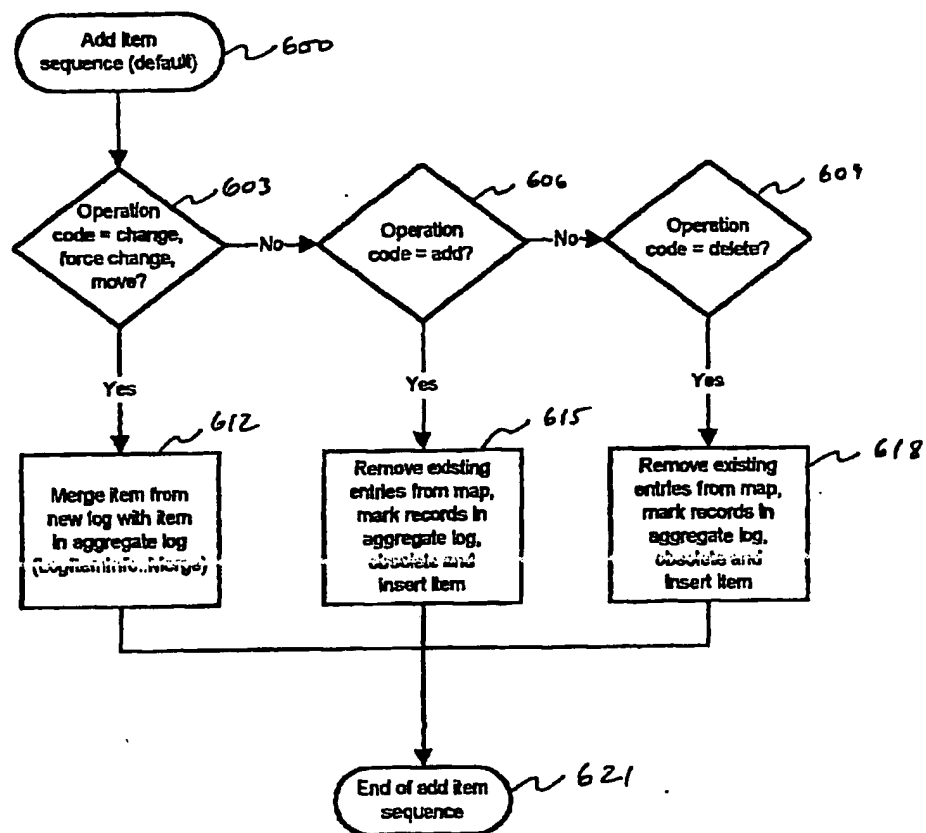 Add item
sequence (default)
600
Operation
code = change,
force change,
move?
603
No
Operation
code = add?
606
No
Operation
code = delete?
609
Yes
Yes
Yes
Merge item from
new log with item
in aggregate log
(LogItemInfo::Merge)
612
Remove existing
entries from map,
mark records in
aggregate log,
obsolete and
insert item
615
Remove existing
entries from map,
mark records in
aggregate log,
obsolete and
insert item
618
End of add item
sequence
621